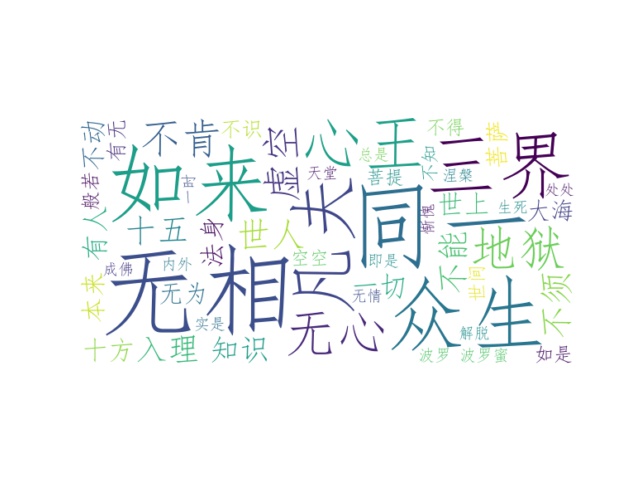 不动
有无
不肯
不识
虚空
心王
总是
不得
不知
菩萨
三界
如来
天堂
菩提
涅槃
处处
般若
一时
凡夫
同一
世上
生死
大海
惭愧
有人
十五
法身
世人
不能
地狱
本来
成佛
内外
空空
即是
无相
无为
无情
一切
世间
众生
不须
实是
无心
解脱
十方
入理
知识
波罗
波罗蜜
如是